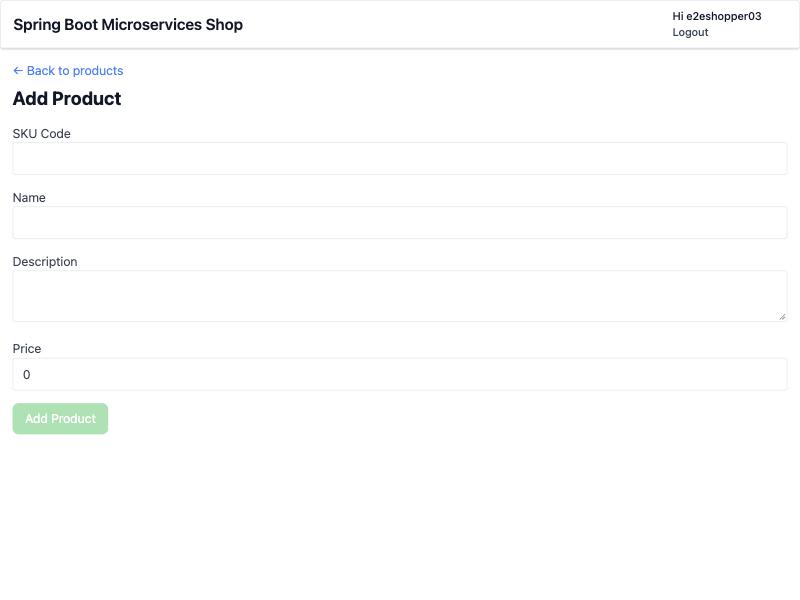 Spring Boot Microservices Shop
Hi e2eshopper03
Logout
← Back to products
Add Product
SKU Code
Name
Description
Price
0
Add Product